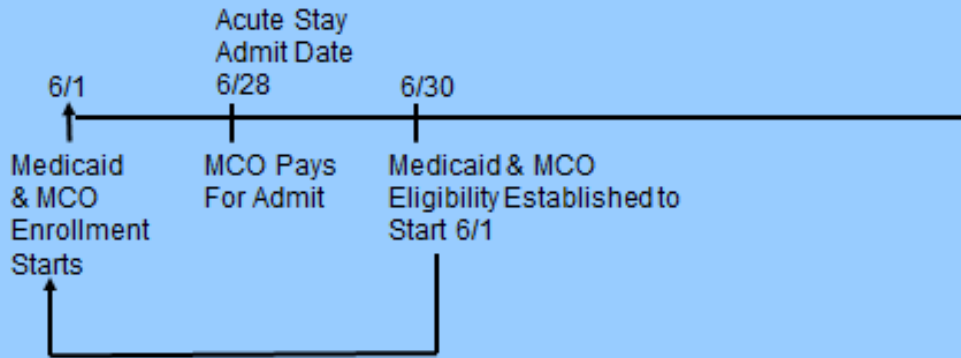 Acute Stay
Admit Date
6/1
6/28
6/30
Medicaid
& MCO
Enrollment
Starts
MCO Pays
For Admit
Medicaid & MCO
Eligibility Established to
Start 6/1